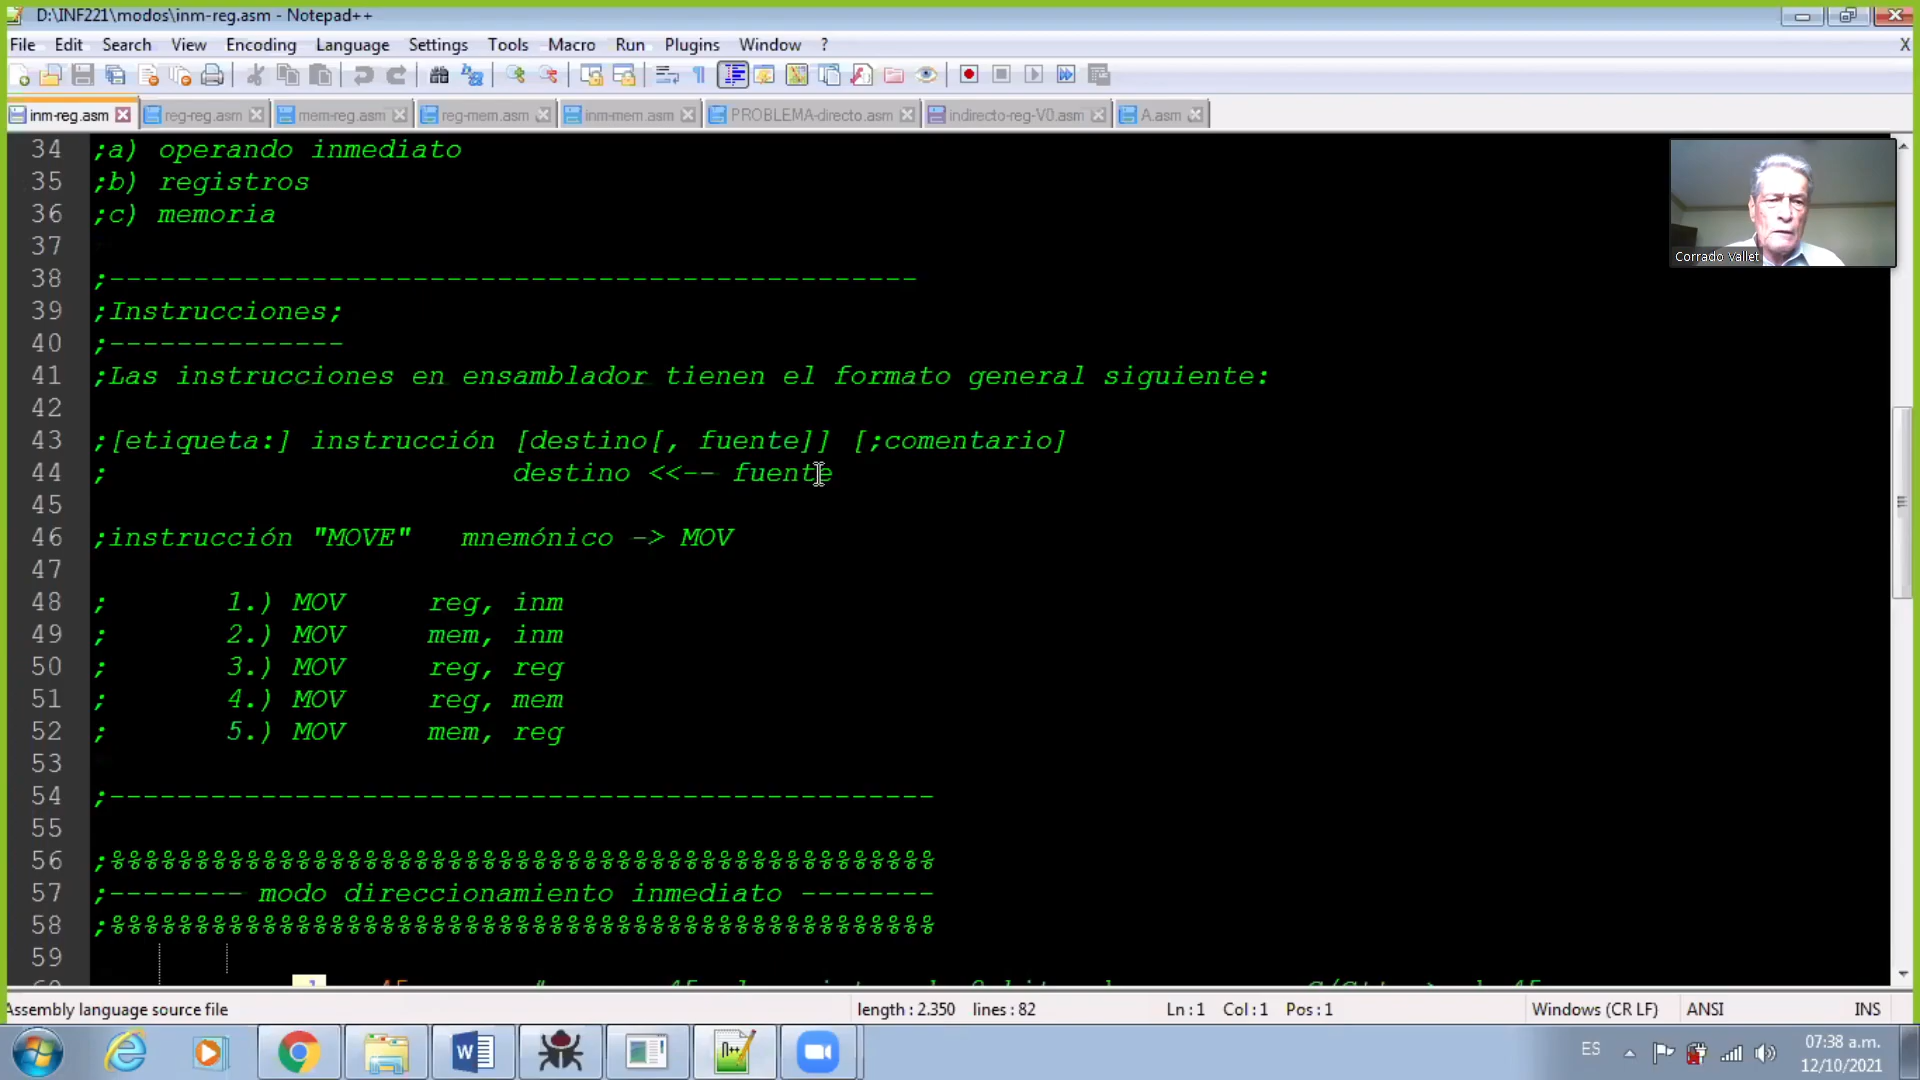 D:\INF221\modos\inm-reg.asm - Notepad++
File Edit Search View Encoding Language Settings Tools Macro Run Plugins Window ? X
inm-reg.asm reg-reg.asm mem-reg.asm reg-mem.asm inm-mem.asm PROBLEMA-directo.asm indirecto-reg-V0.asm A.asm
34 ;a) operando inmediato
35 ;b) registros
36 ;c) memoria
37
Corrado Vallet
38 ;------------------------------------------------
39 ;Instrucciones;
40 ;--------------
41 ;Las instrucciones en ensamblador tienen el formato general siguiente:
42
43 ;[etiqueta:] instrucción [destino[, fuente]] [;comentario]
44 ; destino <<-- fuente
45
46 ;instrucción "MOVE" mnemónico -> MOV
47
48 ; 1.) MOV reg, inm
49 ; 2.) MOV mem, inm
50 ; 3.) MOV reg, reg
51 ; 4.) MOV reg, mem
52 ; 5.) MOV mem, reg
53
54 ;-------------------------------------------------
55
56 ;%%%%%%%%%%%%%%%%%%%%%%%%%%%%%%%%%%%%%%%%%%%%%%%%%
57 ;-------- modo direccionamiento inmediato --------
58 ;%%%%%%%%%%%%%%%%%%%%%%%%%%%%%%%%%%%%%%%%%%%%%%%%%
59
Assembly language source file length : 2.350 lines : 82 Ln : 1 Col : 1 Pos : 1 Windows (CR LF) ANSI INS
ES
07:38 a.m.
12/10/2021